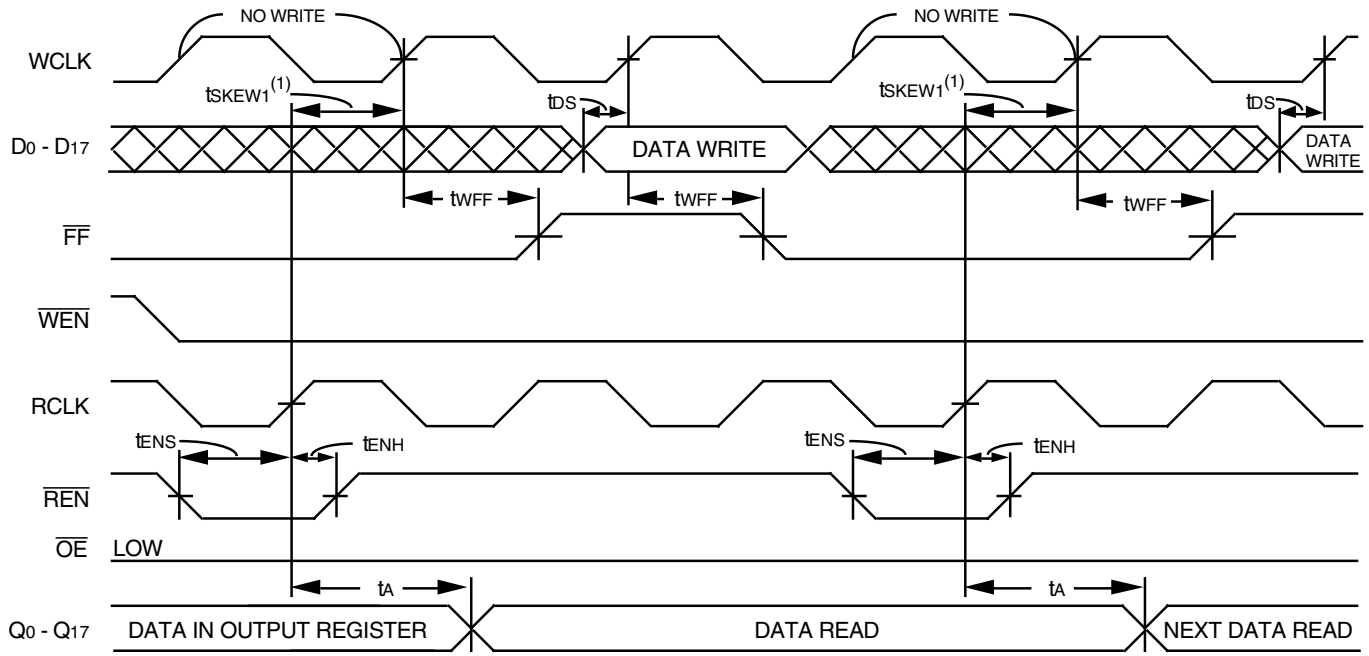 NO WRITE NO WRITE
WCLK
tSKEW1(1) tDS tSKEW1(1) tDS
D0 - D17 DATA WRITE DATA
WRITE
tWFF tWFF tWFF
FF
WEN
RCLK
tENS tENH tENS tENH
REN
OE LOW
tA tA
Q0 - Q17 DATA IN OUTPUT REGISTER DATA READ NEXT DATA READ